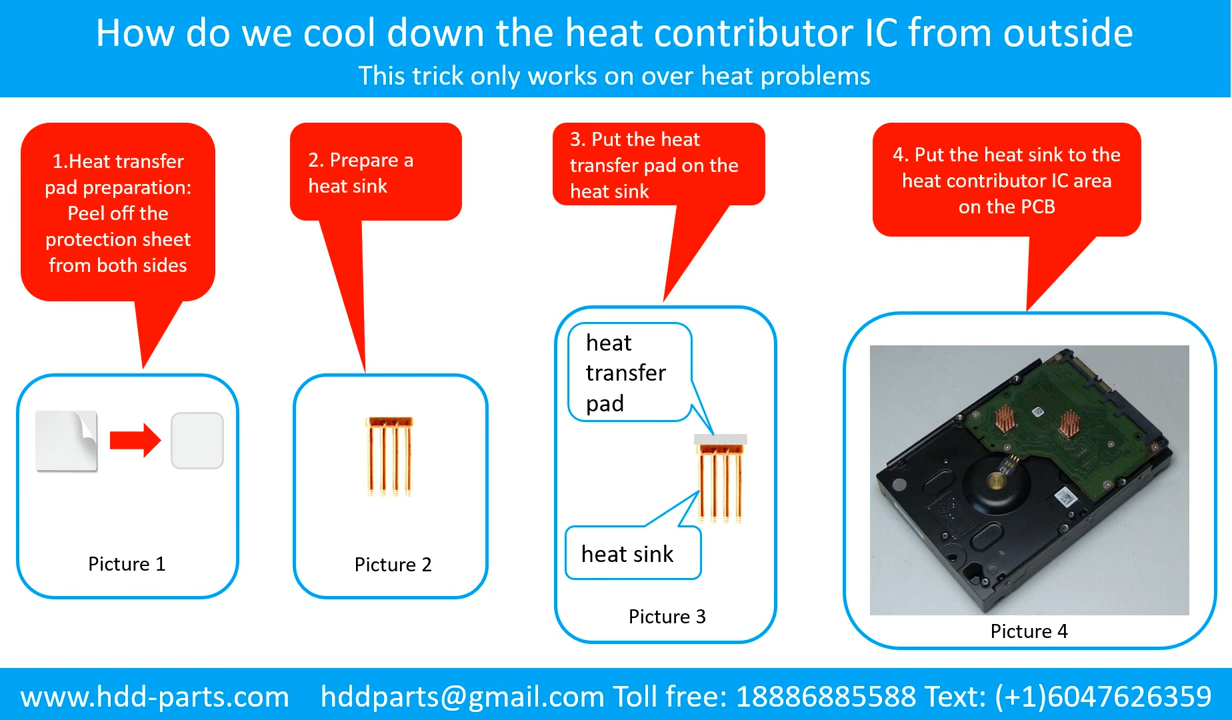 How do we cool down the heat contributor IC from outside
This trick only works on over heat problems
1.Heat transfer
pad preparation:
Peel off the
protection sheet
from both sides
2. Prepare a
heat sink
3. Put the heat
transfer pad on the
heat sink
4. Put the heat sink to the
heat contributor IC area
on the PCB
Picture 1
Picture 2
heat
transfer
pad
heat sink
Picture 3
Picture 4
www.hdd-parts.com hddparts@gmail.com Toll free: 18886885588 Text: (+1)6047626359